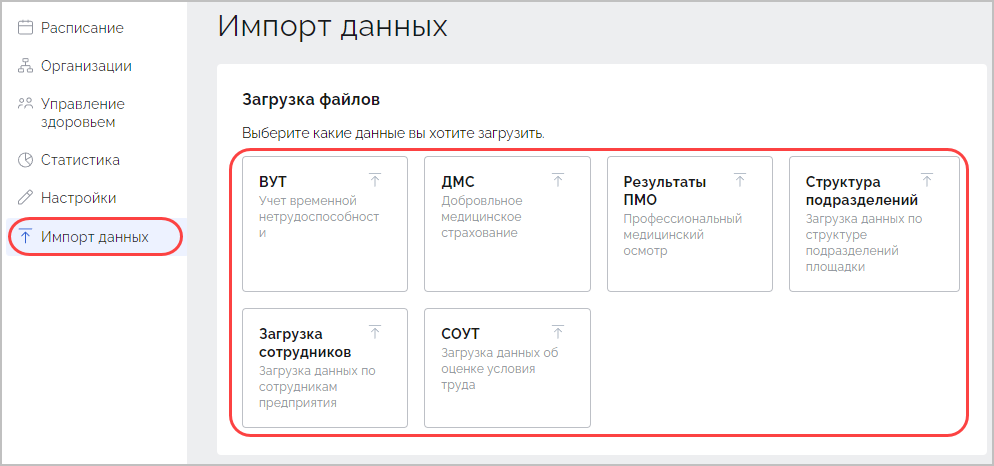 Расписание
Организации
Управление
здоровьем
Статистика
Настройки
Импорт данных
Импорт данных
Загрузка файлов
Выберите какие данные вы хотите загрузить.
ВУТ
Учет временной
нетрудоспособност
и
ДМС
Добровльное
медицинское
страхование
Результаты
ПМО
Профессиональный
медицинский
осмотр
Структура
подразделений
Загрузка данных по
структуре
подразделений
площадки
Загрузка
сотрудников
Загрузка данных по
сотрудникам
предприятия
СОУТ
Загрузка данных об
оценке условия
труда